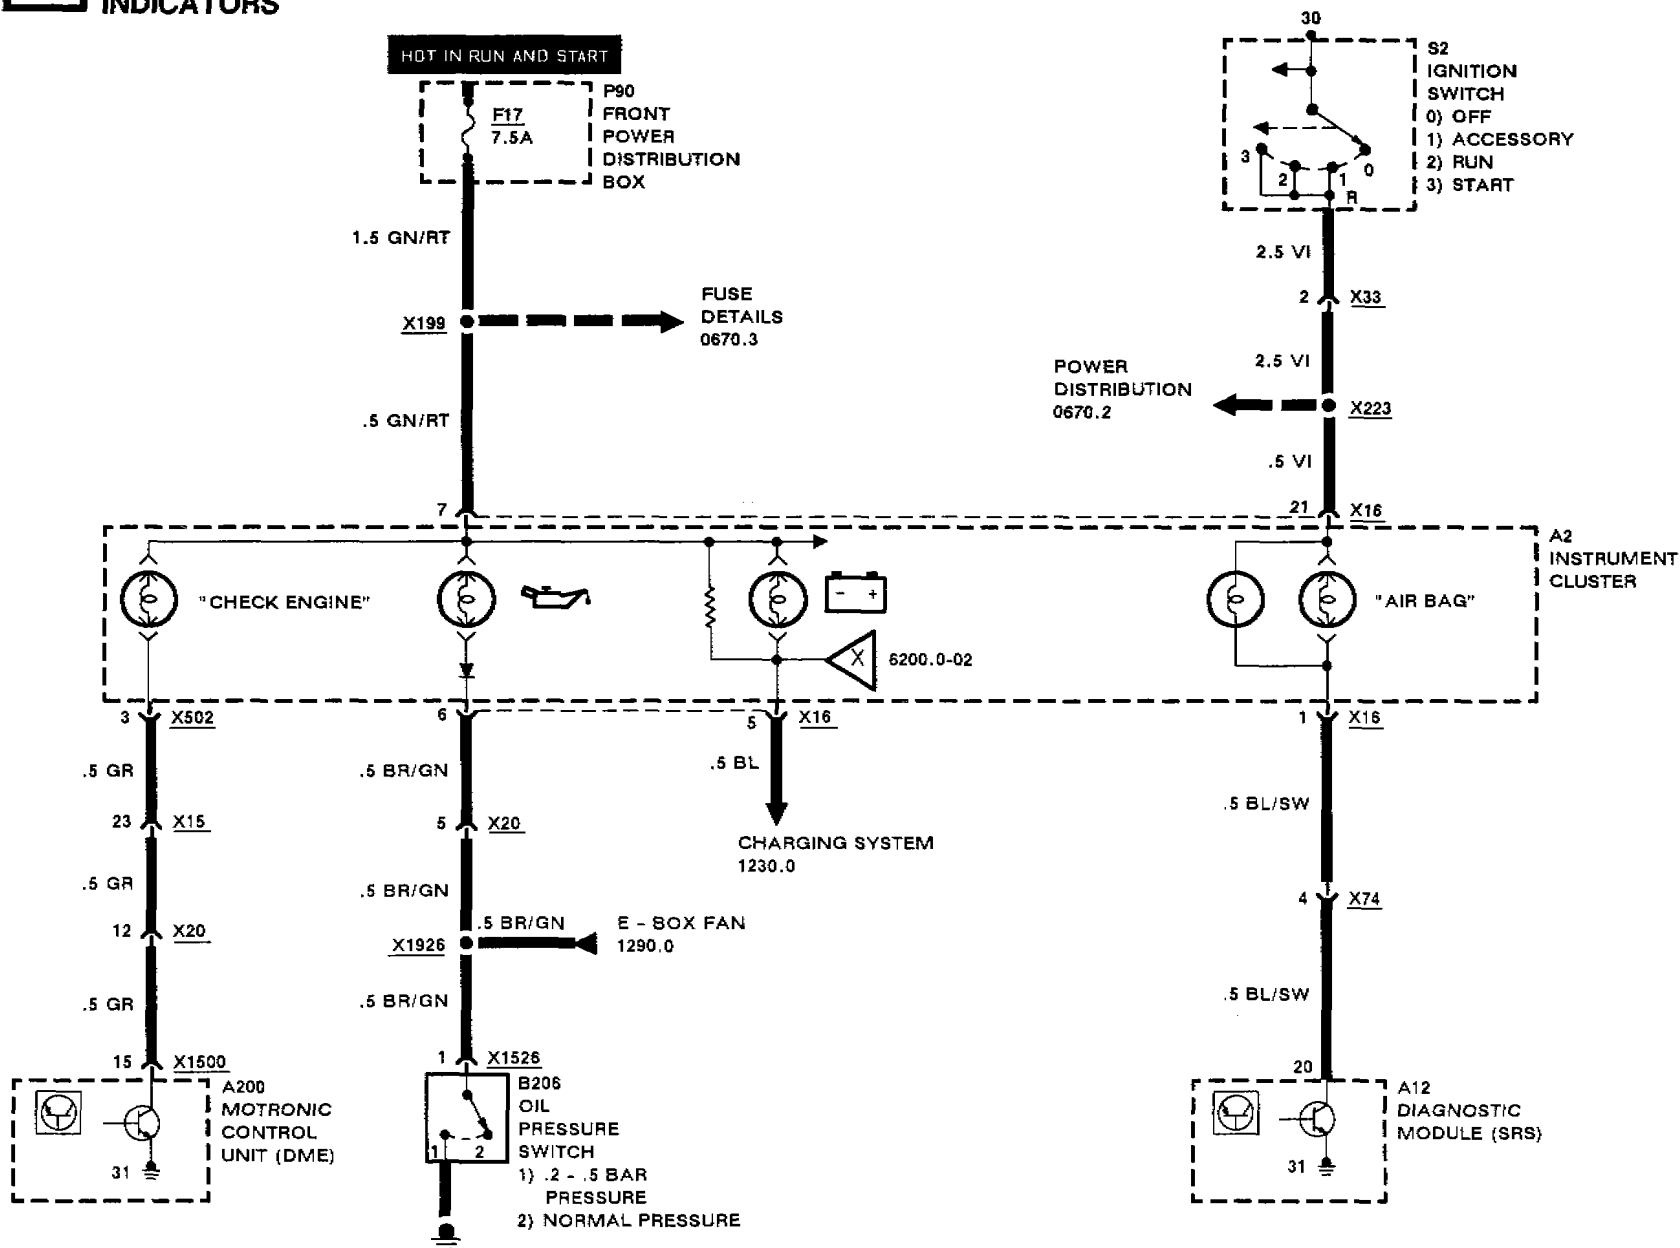 INDICATORS
HOT IN RUN AND START
P90
FRONT
POWER
DISTRIBUTION
BOX
F17
7.5A
30
S2
IGNITION
SWITCH
0) OFF
1) ACCESSORY
2) RUN
3) START
3
2
1
0
R
1.5 GN/RT
2.5 VI
2
X33
X199
FUSE
DETAILS
0670.3
2.5 VI
POWER
DISTRIBUTION
0670.2
X223
.5 GN/RT
.5 VI
7
21
X16
A2
INSTRUMENT
CLUSTER
"CHECK ENGINE"
- +
"AIR BAG"
X
6200.0-02
3
X502
6
5
X16
1
X16
.5 GR
.5 BR/GN
.5 BL
.5 BL/SW
23
X15
5
X20
CHARGING SYSTEM
1230.0
.5 GR
.5 BR/GN
4
X74
12
X20
X1926
.5 BR/GN
E - BOX FAN
1290.0
.5 GR
.5 BR/GN
.5 BL/SW
15
X1500
1
X1526
20
A200
MOTRONIC
CONTROL
UNIT (DME)
31
B206
OIL
PRESSURE
SWITCH
1) .2 - .5 BAR
PRESSURE
2) NORMAL PRESSURE
1
2
A12
DIAGNOSTIC
MODULE (SRS)
31